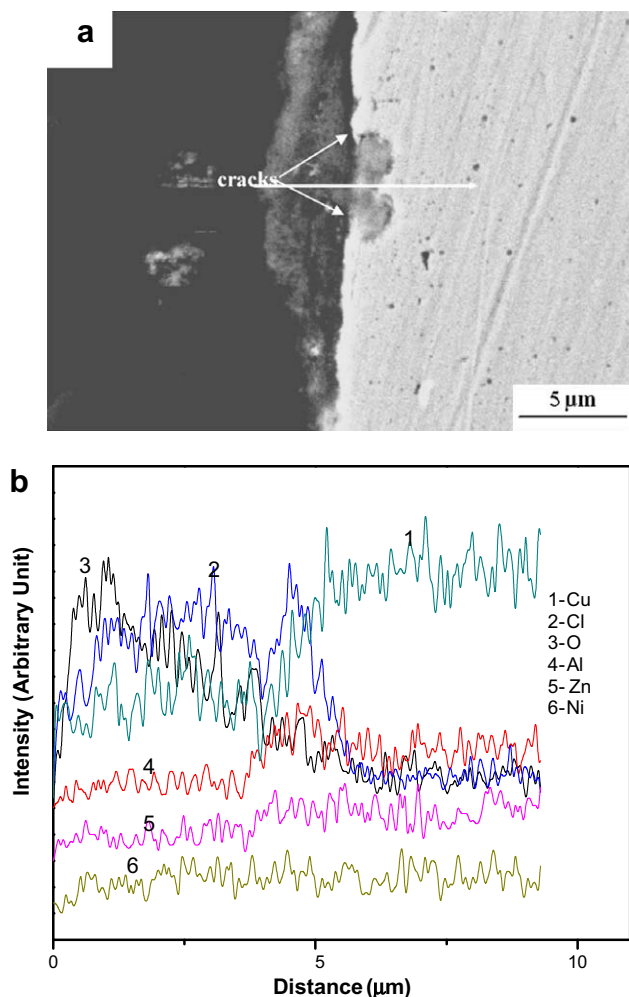 a
cracks
5 µm
b
Intensity (Arbitrary Unit)
3
2
1
1-Cu
2-Cl
3-O
4-Al
5-Zn
6-Ni
4
5
6
0
5
10
Distance (µm)